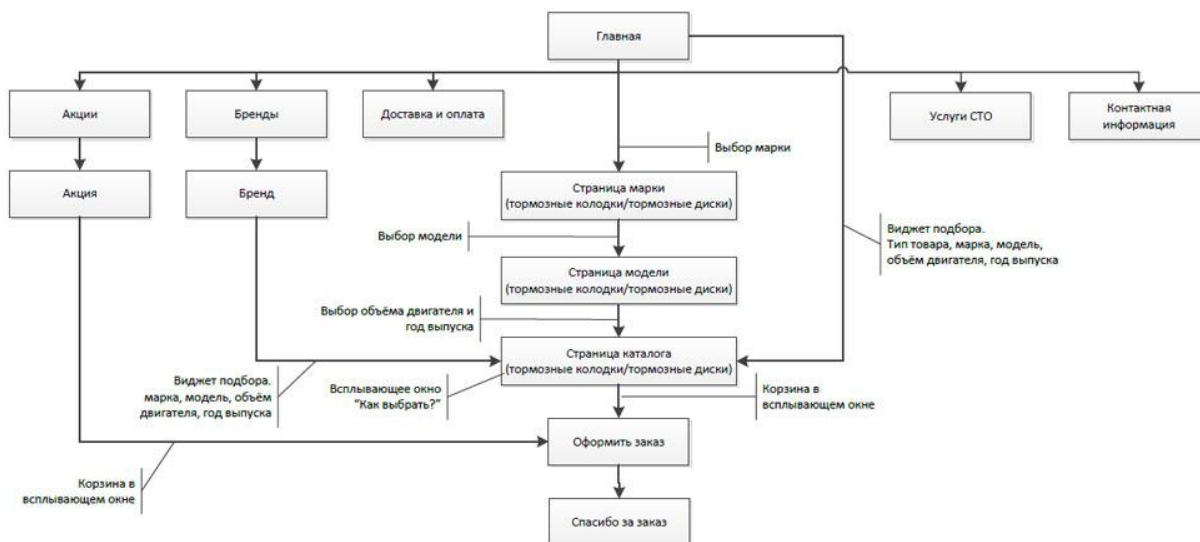 Главная
Акции
Бренды
Доставка и оплата
Услуги СТО
Контактная
информация
Выбор марки
Акция
Бренд
Страница марки
(тормозные колодки/тормозные диски)
Выбор модели
Виджет подбора.
Тип товара, марка, модель,
объём двигателя, год выпуска
Страница модели
(тормозные колодки/тормозные диски)
Выбор объёма двигателя и
год выпуска
Страница каталога
(тормозные колодки/тормозные диски)
Виджет подбора.
марка, модель, объём
двигателя, год выпуска
Всплывающее окно
"Как выбрать?"
Корзина в
всплывающем окне
Оформить заказ
Корзина в
всплывающем окне
Спасибо за заказ